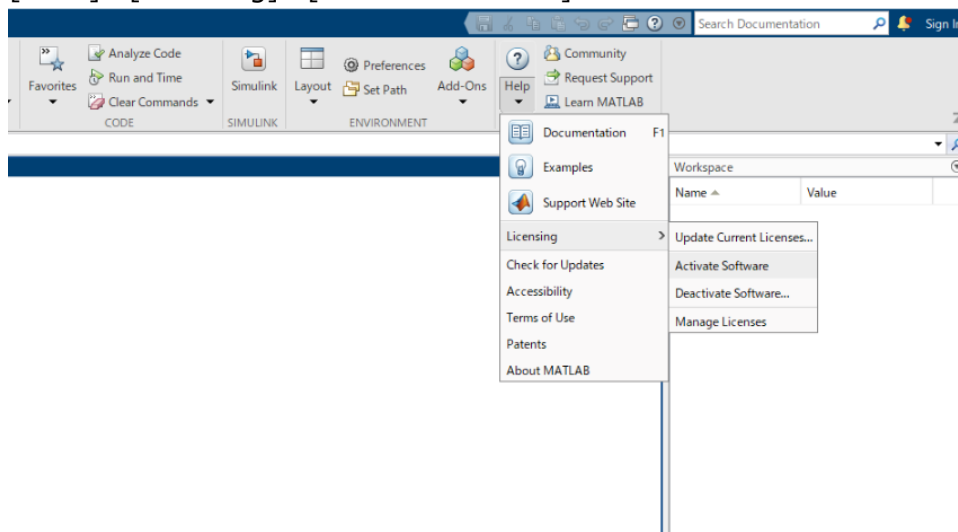 Search Documentation
Sign In
Analyze Code
Community
Favorites
Run and Time
Simulink
Layout
Preferences
Set Path
Add-Ons
Help
Request Support
Clear Commands
Learn MATLAB
CODE
SIMULINK
ENVIRONMENT
Documentation F1
Examples
Support Web Site
Workspace
Name Value
Licensing
Update Current Licenses...
Check for Updates
Activate Software
Accessibility
Deactivate Software...
Terms of Use
Manage Licenses
Patents
About MATLAB